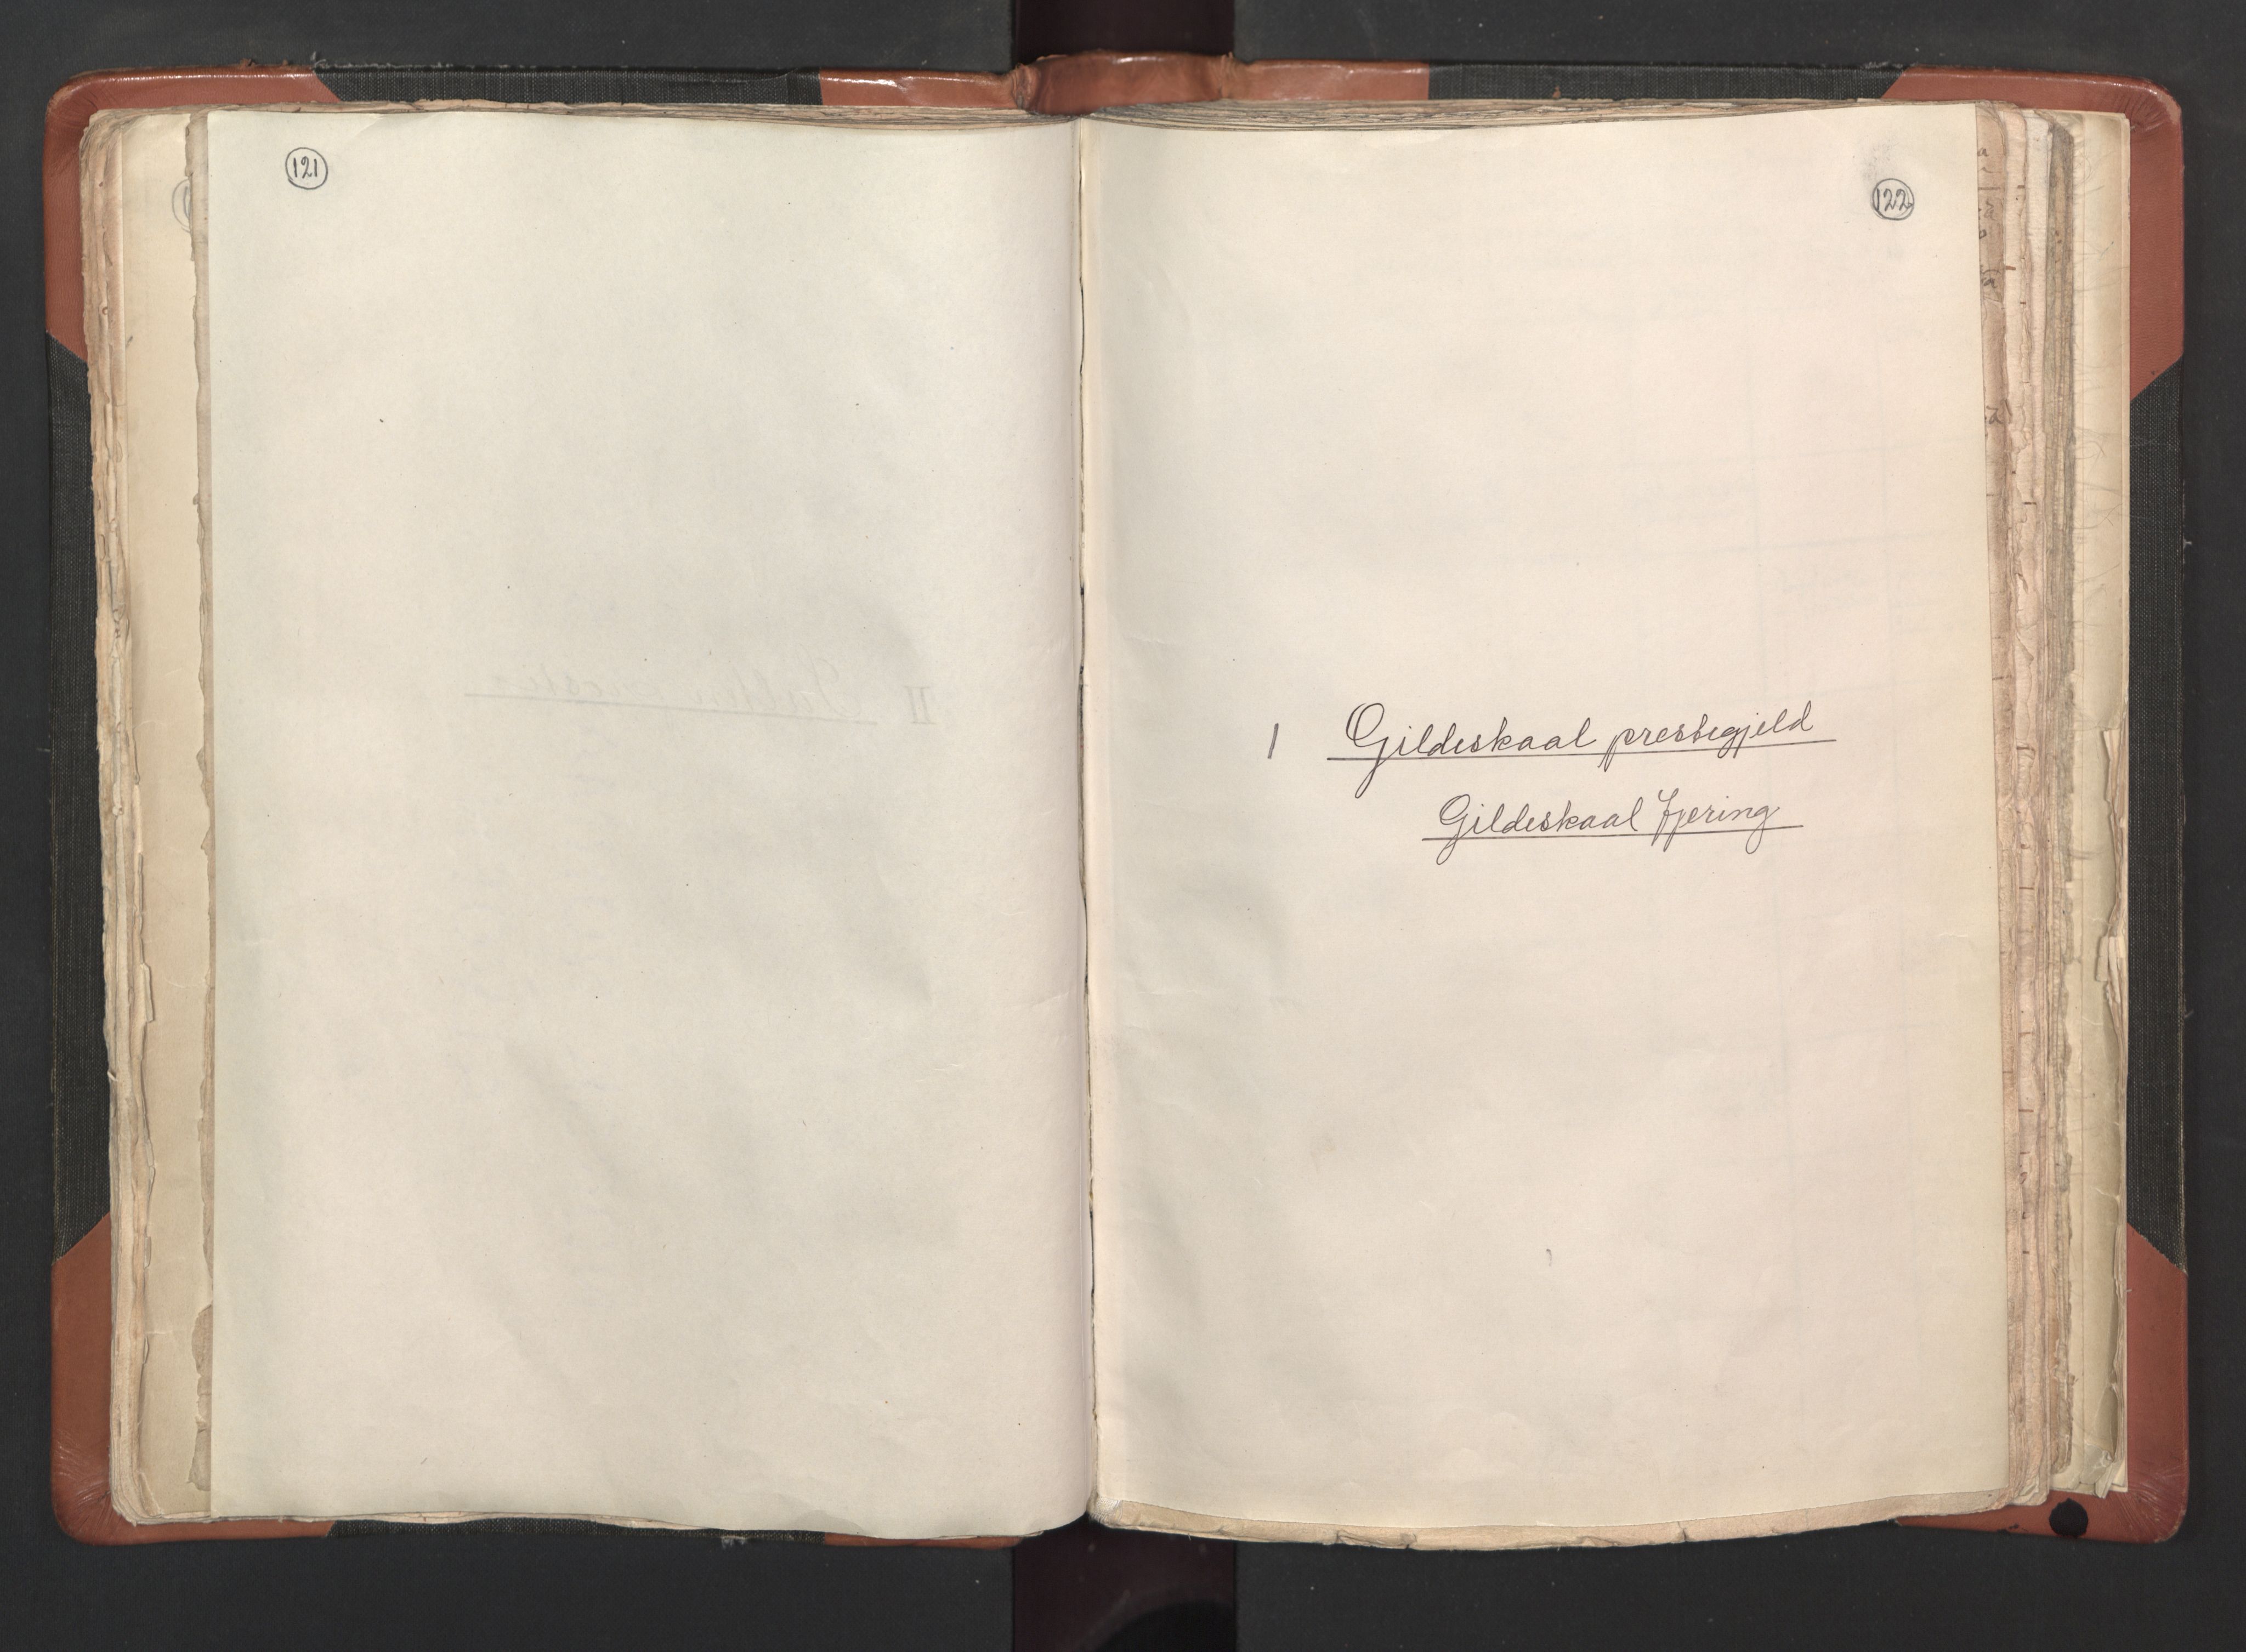 121
122
1 Gildeskaal prestegjeld
Gildeskaal fjering